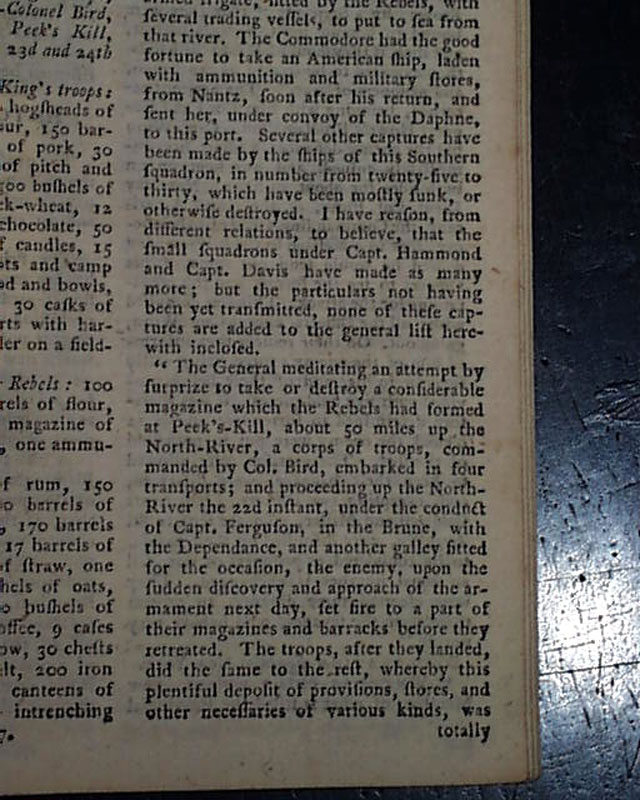 -Colonel Bird,
Peek's Kill,
23d and 24th
King's troops:
hogſheads of
ur, 150 bar-
of pork, 30
of pitch and
buſhels of
k-wheat, 12
chocolate, 50
f candles, 15
ts and camp
d and bowls,
30 caſks of
rts with har-
ler on a field-
Rebels: 100
rels of flour,
magazine of
, one ammu-
f rum, 150
barrels of
, 170 barrels
17 barrels of
f ſtraw, one
hels of oats,
buſhels of
9 caſes
ow, 30 cheſts
lt, 200 iron
canteens of
intrenching
7.
armed frigate, fitted by the Rebels, with
ſeveral trading veſſels, to put to ſea from
that river. The Commodore had the good
fortune to take an American ſhip, laden
with ammunition and military ſtores,
from Nantz, ſoon after his return, and
ſent her, under convoy of the Daphne,
to this port. Several other captures have
been made by the ſhips of this Southern
ſquadron, in number from twenty-five to
thirty, which have been moſtly ſunk, or
otherwiſe deſtroyed. I have reaſon, from
different relations, to believe, that the
ſmall ſquadrons under Capt. Hammond
and Capt. Davis have made as many
more; but the particulars not having
been yet tranſmitted, none of theſe cap-
tures are added to the general liſt here-
with incloſed.
“ The General meditating an attempt by
ſurprize to take or deſtroy a conſiderable
magazine which the Rebels had formed
at Peek's-Kill, about 50 miles up the
North-River, a corps of troops, com-
manded by Col. Bird, embarked in four
tranſports; and proceeding up the North-
River the 22d inſtant, under the conduct
of Capt. Ferguſon, in the Brune, with
the Dependance, and another galley fitted
for the occaſion, the enemy, upon the
ſudden diſcovery and approach of the ar-
mament next day, ſet fire to a part of
their magazines and barracks before they
retreated. The troops, after they landed,
did the ſame to the reſt, whereby this
plentiful depoſit of proviſions, ſtores, and
other neceſſaries of various kinds, was
totally